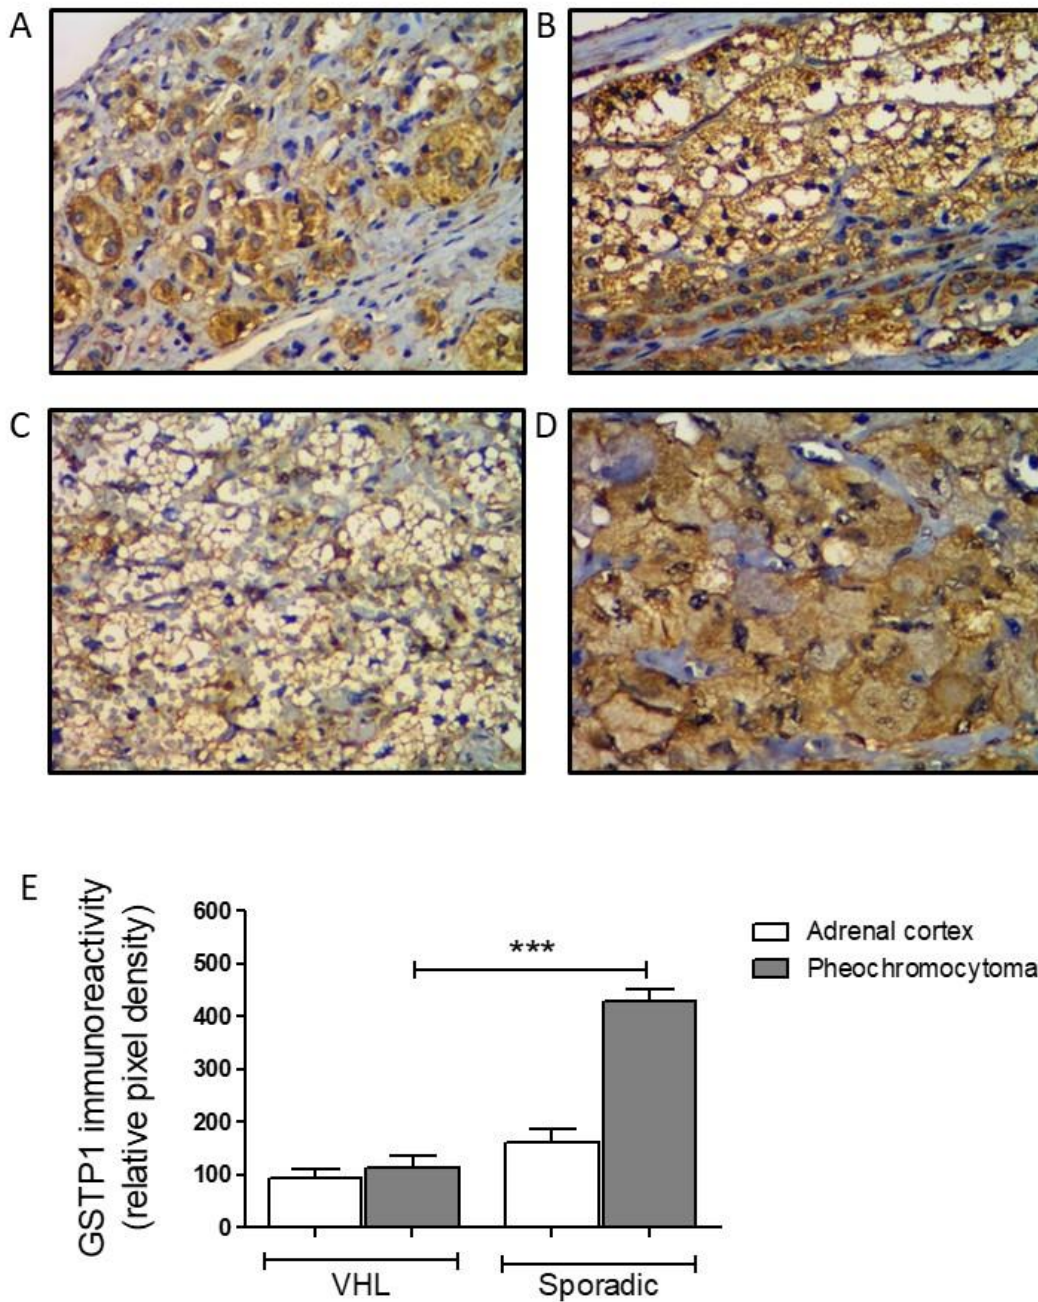 A
B
C
D
E
GSTP1 immunoreactivity
(relative pixel density)
600
500
400
300
200
100
0
***
Adrenal cortex
Pheochromocytoma
VHL
Sporadic